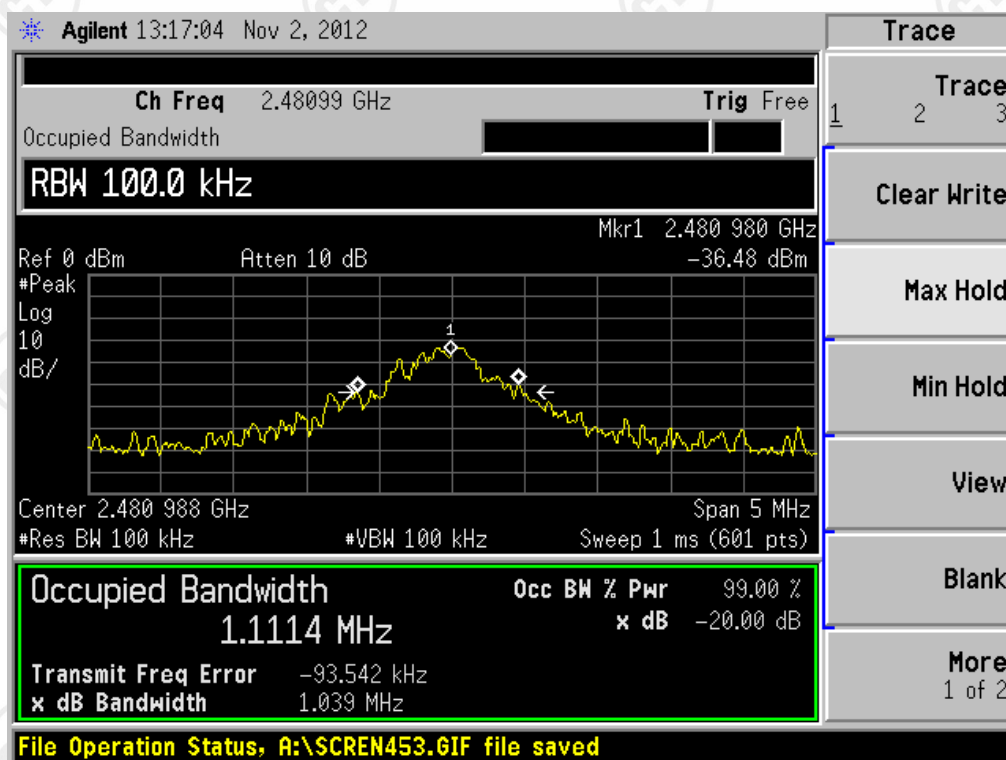 Agilent 13:17:04 Nov 2, 2012
Trace
Ch Freq 2.48099 GHz Trig Free
Occupied Bandwidth
Trace
1 2 3
RBW 100.0 kHz
Clear Write
Mkr1 2.480 980 GHz
Ref 0 dBm Atten 10 dB -36.48 dBm
#Peak
Log
10
dB/
1
Max Hold
Min Hold
View
Center 2.480 988 GHz Span 5 MHz
#Res BW 100 kHz #VBW 100 kHz Sweep 1 ms (601 pts)
Occupied Bandwidth
1.1114 MHz
Occ BW % Pwr 99.00 %
x dB -20.00 dB
Transmit Freq Error -93.542 kHz
x dB Bandwidth 1.039 MHz
Blank
More
1 of 2
File Operation Status, A:\SCREN453.GIF file saved